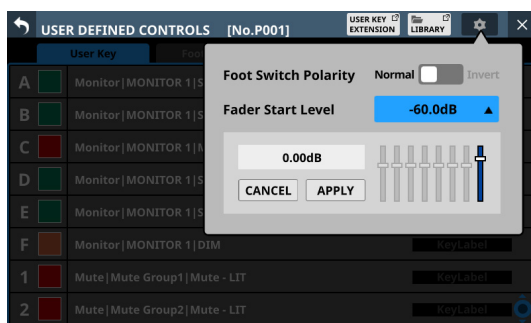 USER DEFINED CONTROLS [No.P001]
USER KEY EXTENSION
LIBRARY
User Key
Foot
Foot Switch Polarity Normal Invert
Fader Start Level -60.0dB
0.00dB
CANCEL APPLY
A Monitor|MONITOR 1|S
B Monitor|MONITOR 1|S
C Monitor|MONITOR 1|M
D Monitor|MONITOR 1|S
E Monitor|MONITOR 1|S
F Monitor|MONITOR 1|DIM KeyLabel
1 Mute|Mute Group1|Mute - LIT KeyLabel
2 Mute|Mute Group2|Mute - LIT KeyLabel